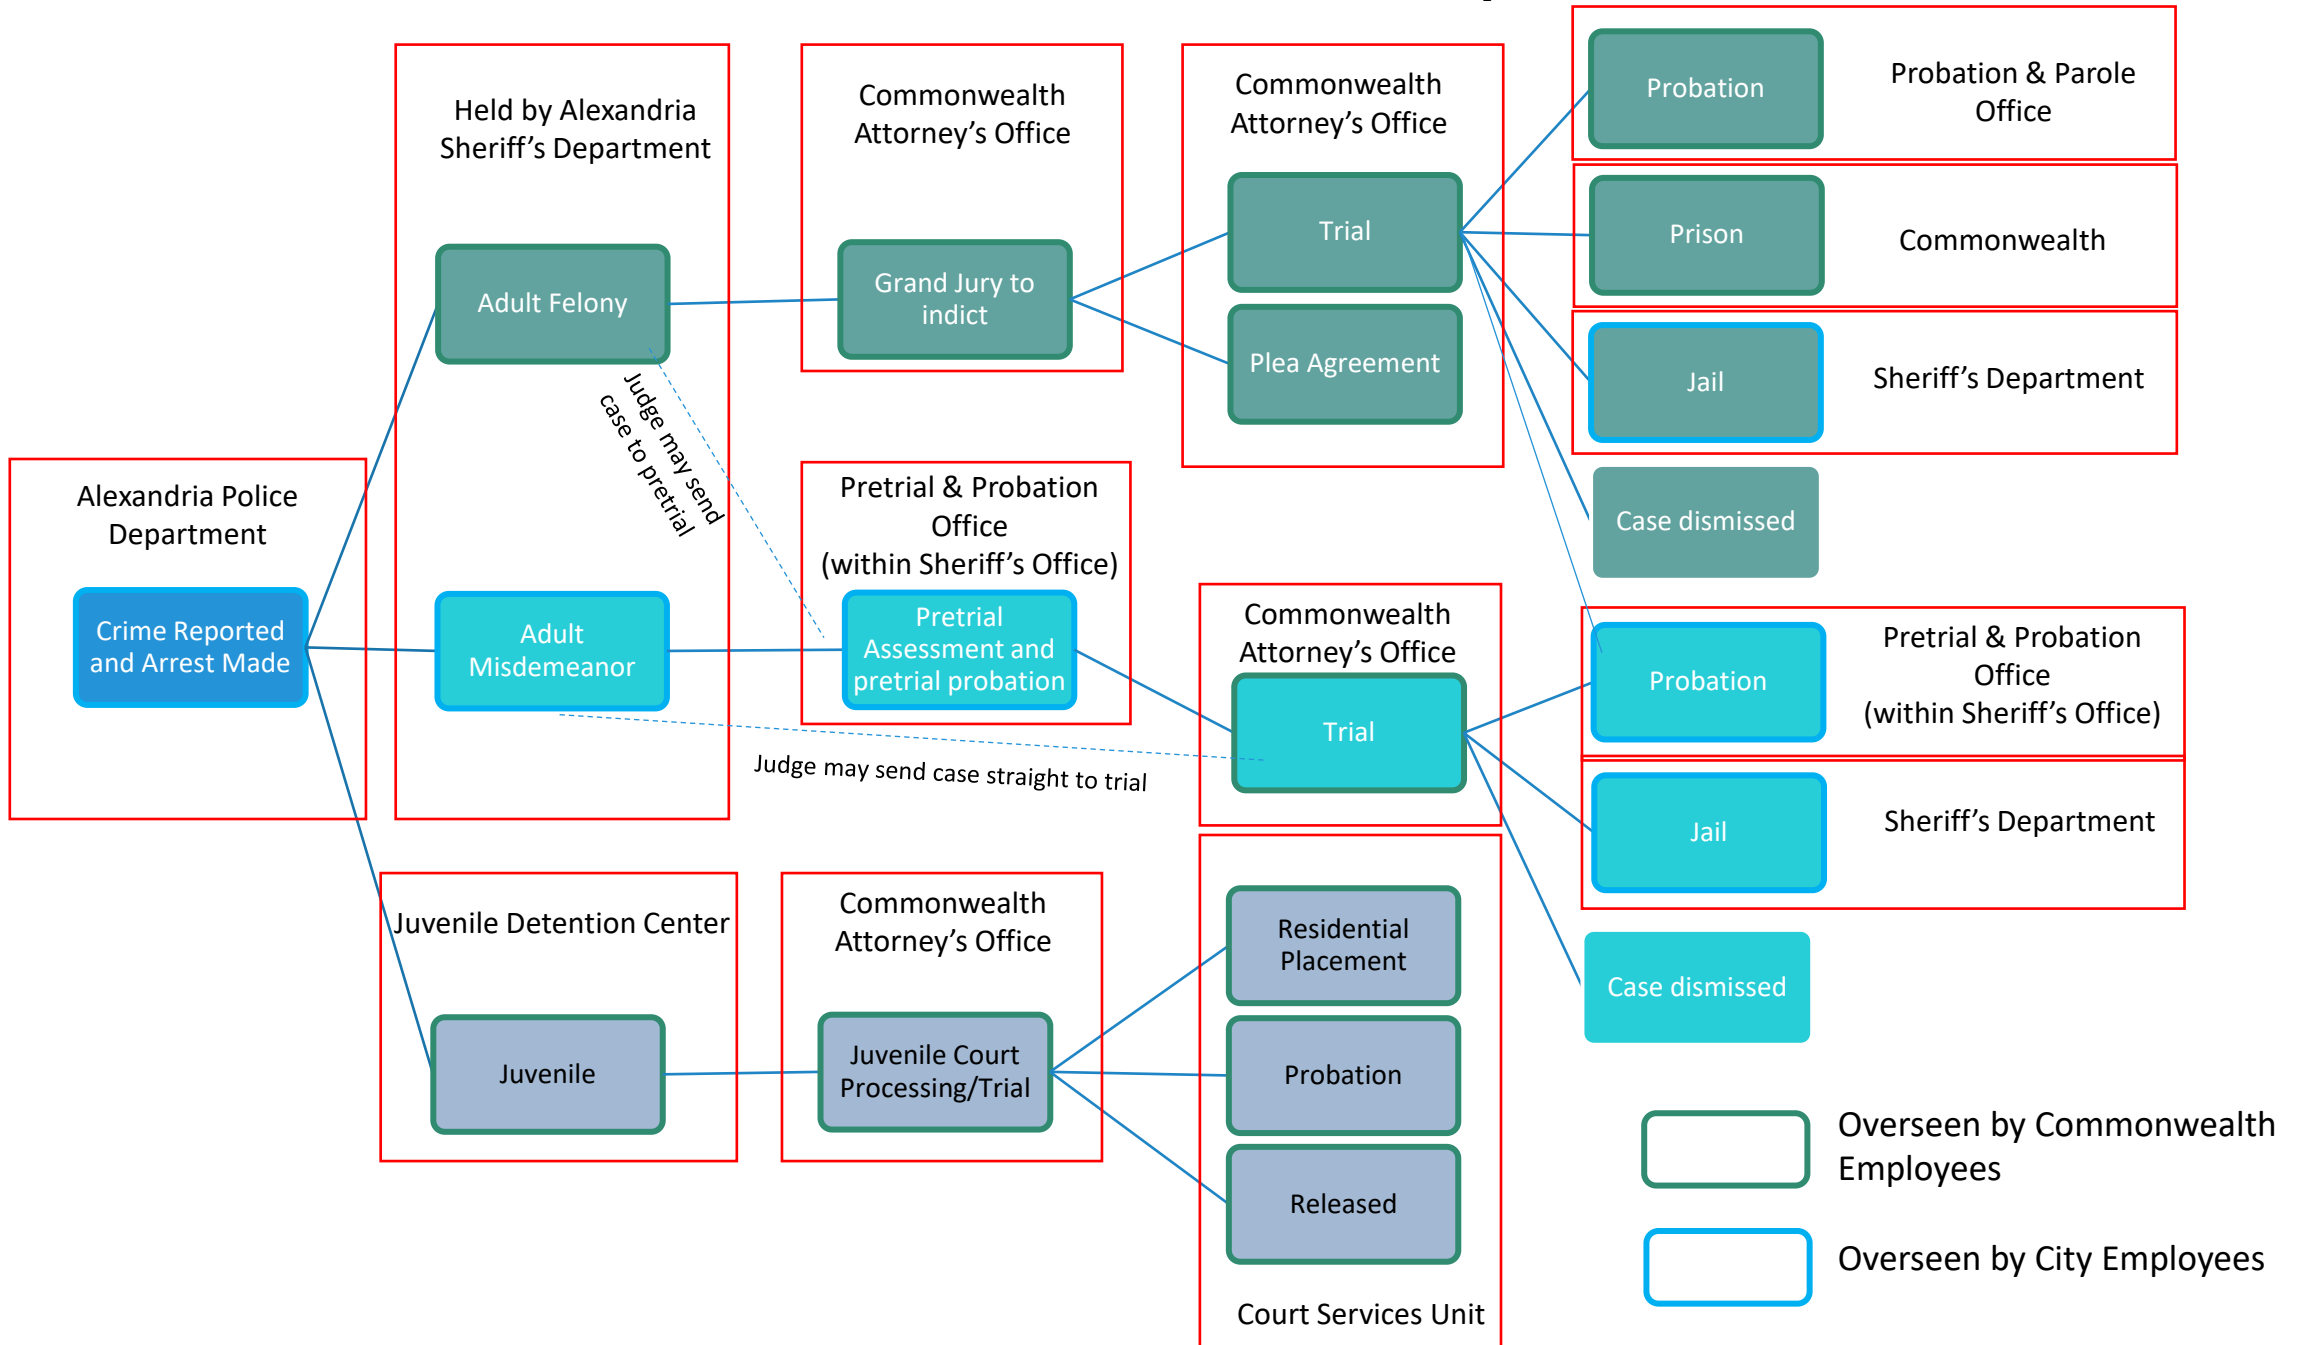 Alexandria Police
Department
Crime Reported
and Arrest Made
Held by Alexandria
Sheriff's Department
Adult Felony
Judge may send
case to pretrial
Adult
Misdemeanor
Judge may send case straight to trial
Juvenile Detention Center
Juvenile
Commonwealth
Attorney's Office
Grand Jury to
indict
Pretrial & Probation
Office
(within Sheriff's Office)
Pretrial
Assessment and
pretrial probation
Commonwealth
Attorney's Office
Juvenile Court
Processing/Trial
Commonwealth
Attorney's Office
Trial
Plea Agreement
Commonwealth
Attorney's Office
Trial
Residential
Placement
Probation
Released
Court Services Unit
Probation
Probation & Parole
Office
Prison
Commonwealth
Jail
Sheriff's Department
Case dismissed
Probation
Pretrial & Probation
Office
(within Sheriff's Office)
Jail
Sheriff's Department
Case dismissed
Overseen by Commonwealth
Employees
Overseen by City Employees